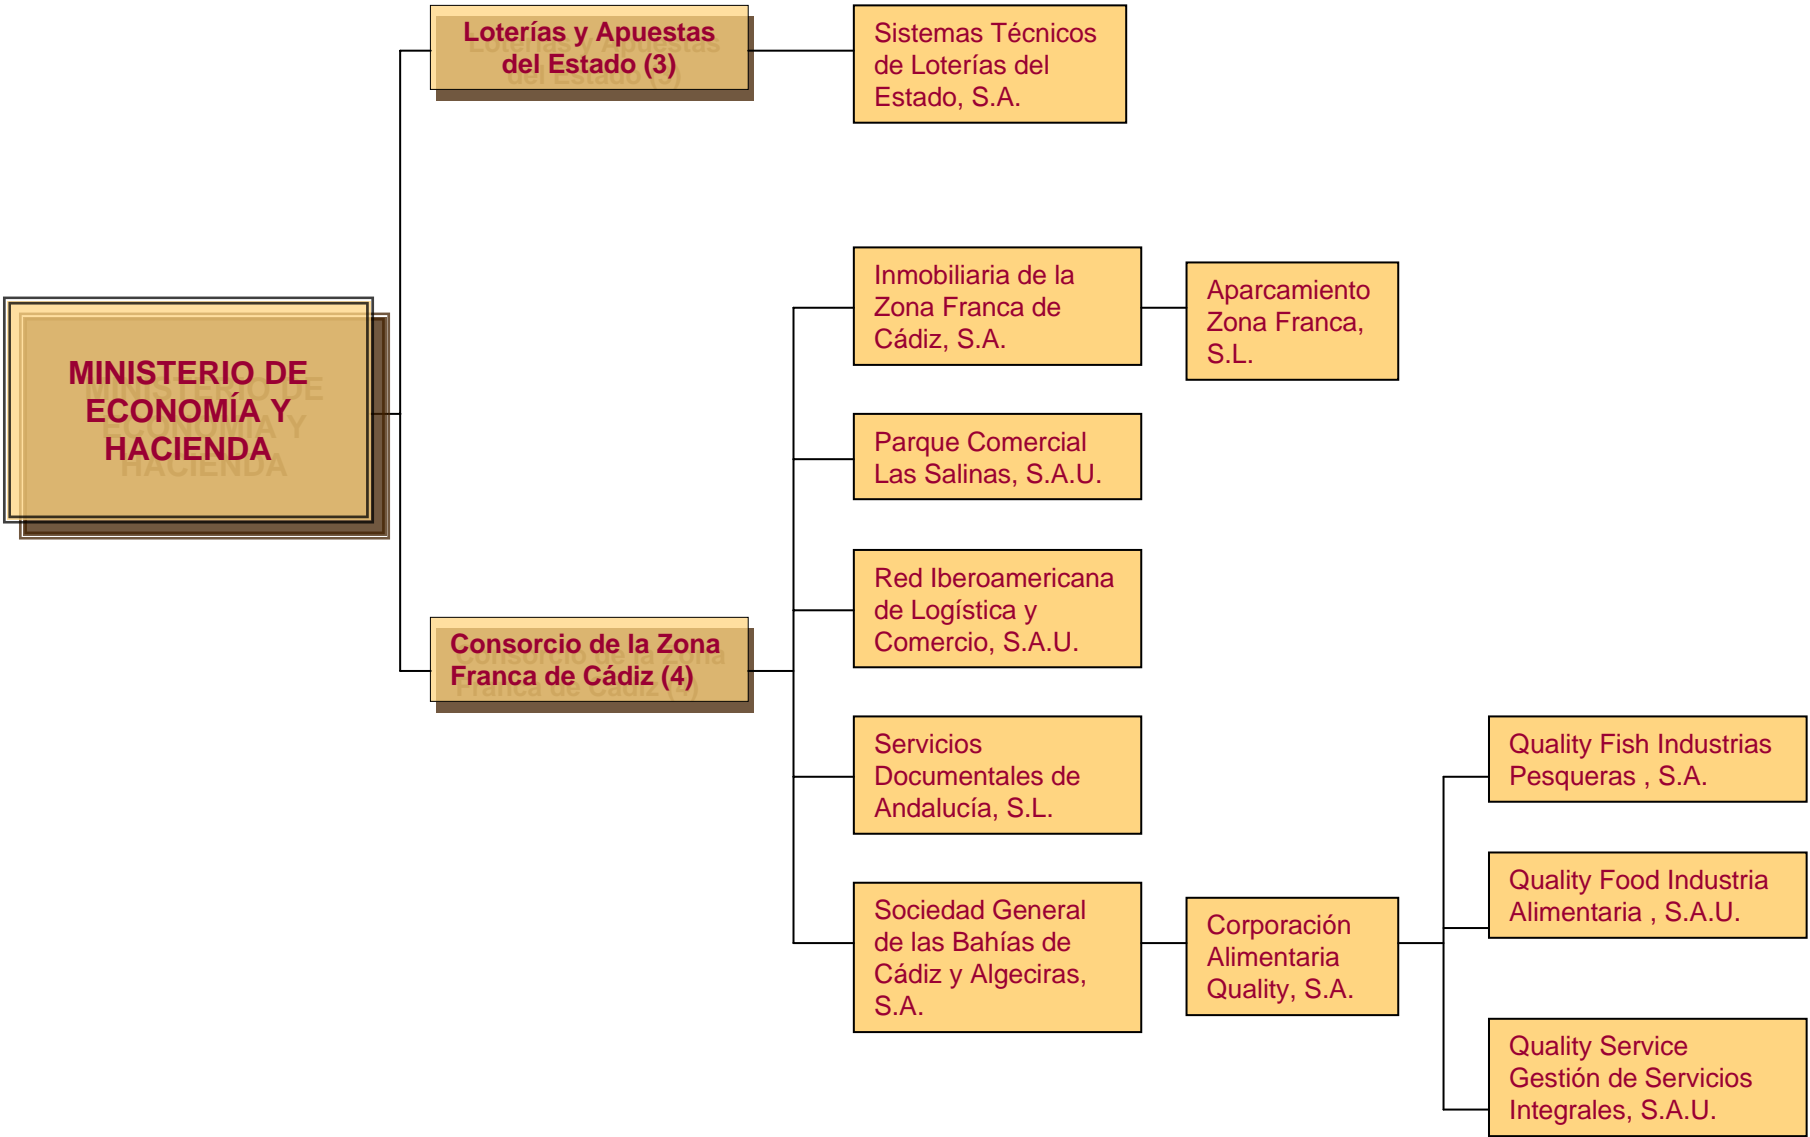 Loterías y Apuestas
del Estado (3)
Sistemas Técnicos
de Loterías del
Estado, S.A.
MINISTERIO DE
ECONOMÍA Y
HACIENDA
Inmobiliaria de la
Zona Franca de
Cádiz, S.A.
Aparcamiento
Zona Franca,
S.L.
Parque Comercial
Las Salinas, S.A.U.
Red Iberoamericana
de Logística y
Comercio, S.A.U.
Consorcio de la Zona
Franca de Cádiz (4)
Servicios
Documentales de
Andalucía, S.L.
Sociedad General
de las Bahías de
Cádiz y Algeciras,
S.A.
Corporación
Alimentaria
Quality, S.A.
Quality Fish Industrias
Pesqueras , S.A.
Quality Food Industria
Alimentaria , S.A.U.
Quality Service
Gestión de Servicios
Integrales, S.A.U.